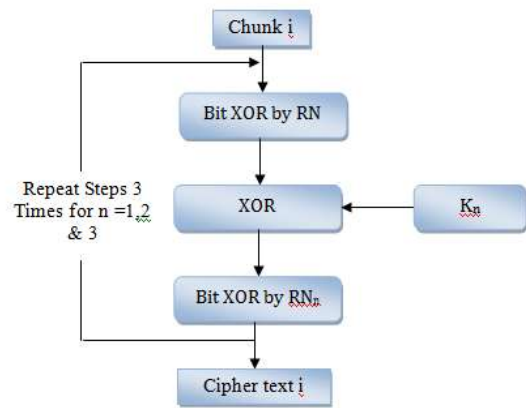 Chunk i
Bit XOR by RN
Repeat Steps 3
Times for n =1,2
& 3
XOR
Kn
Bit XOR by RNn
Cipher text i